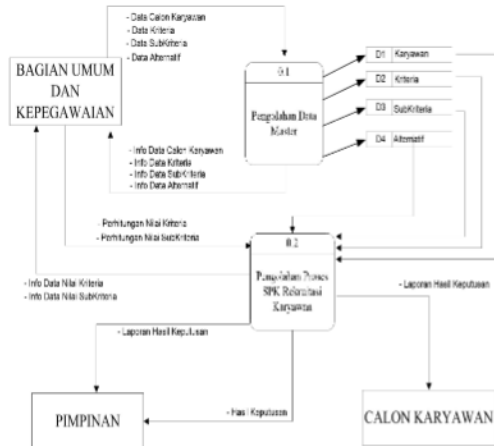 - Data Calon Karyawan
- Data Kriteria
- Data SubKriteria
- Data Alternatif
BAGIAN UMUM
DAN
KEPEGAWAIAN
0.1
Pengolahan Data
Master
D1 Karyawan
D2 Kriteria
D3 SubKriteria
D4 Alternatif
- Info Data Calon Karyawan
- Info Data Kriteria
- Info Data SubKriteria
- Info Data Alternatif
- Perhitungan Nilai Kriteria
- Perhitungan Nilai SubKriteria
0.2
Pengolahan Proses
SPK Rekrutasi
Karyawan
- Info Data Nilai Kriteria
- Info Data Nilai SubKriteria
- Laporan Hasil Keputusan
- Laporan Hasil Keputusan
- Hasil Keputusan
PIMPINAN
CALON KARYAWAN